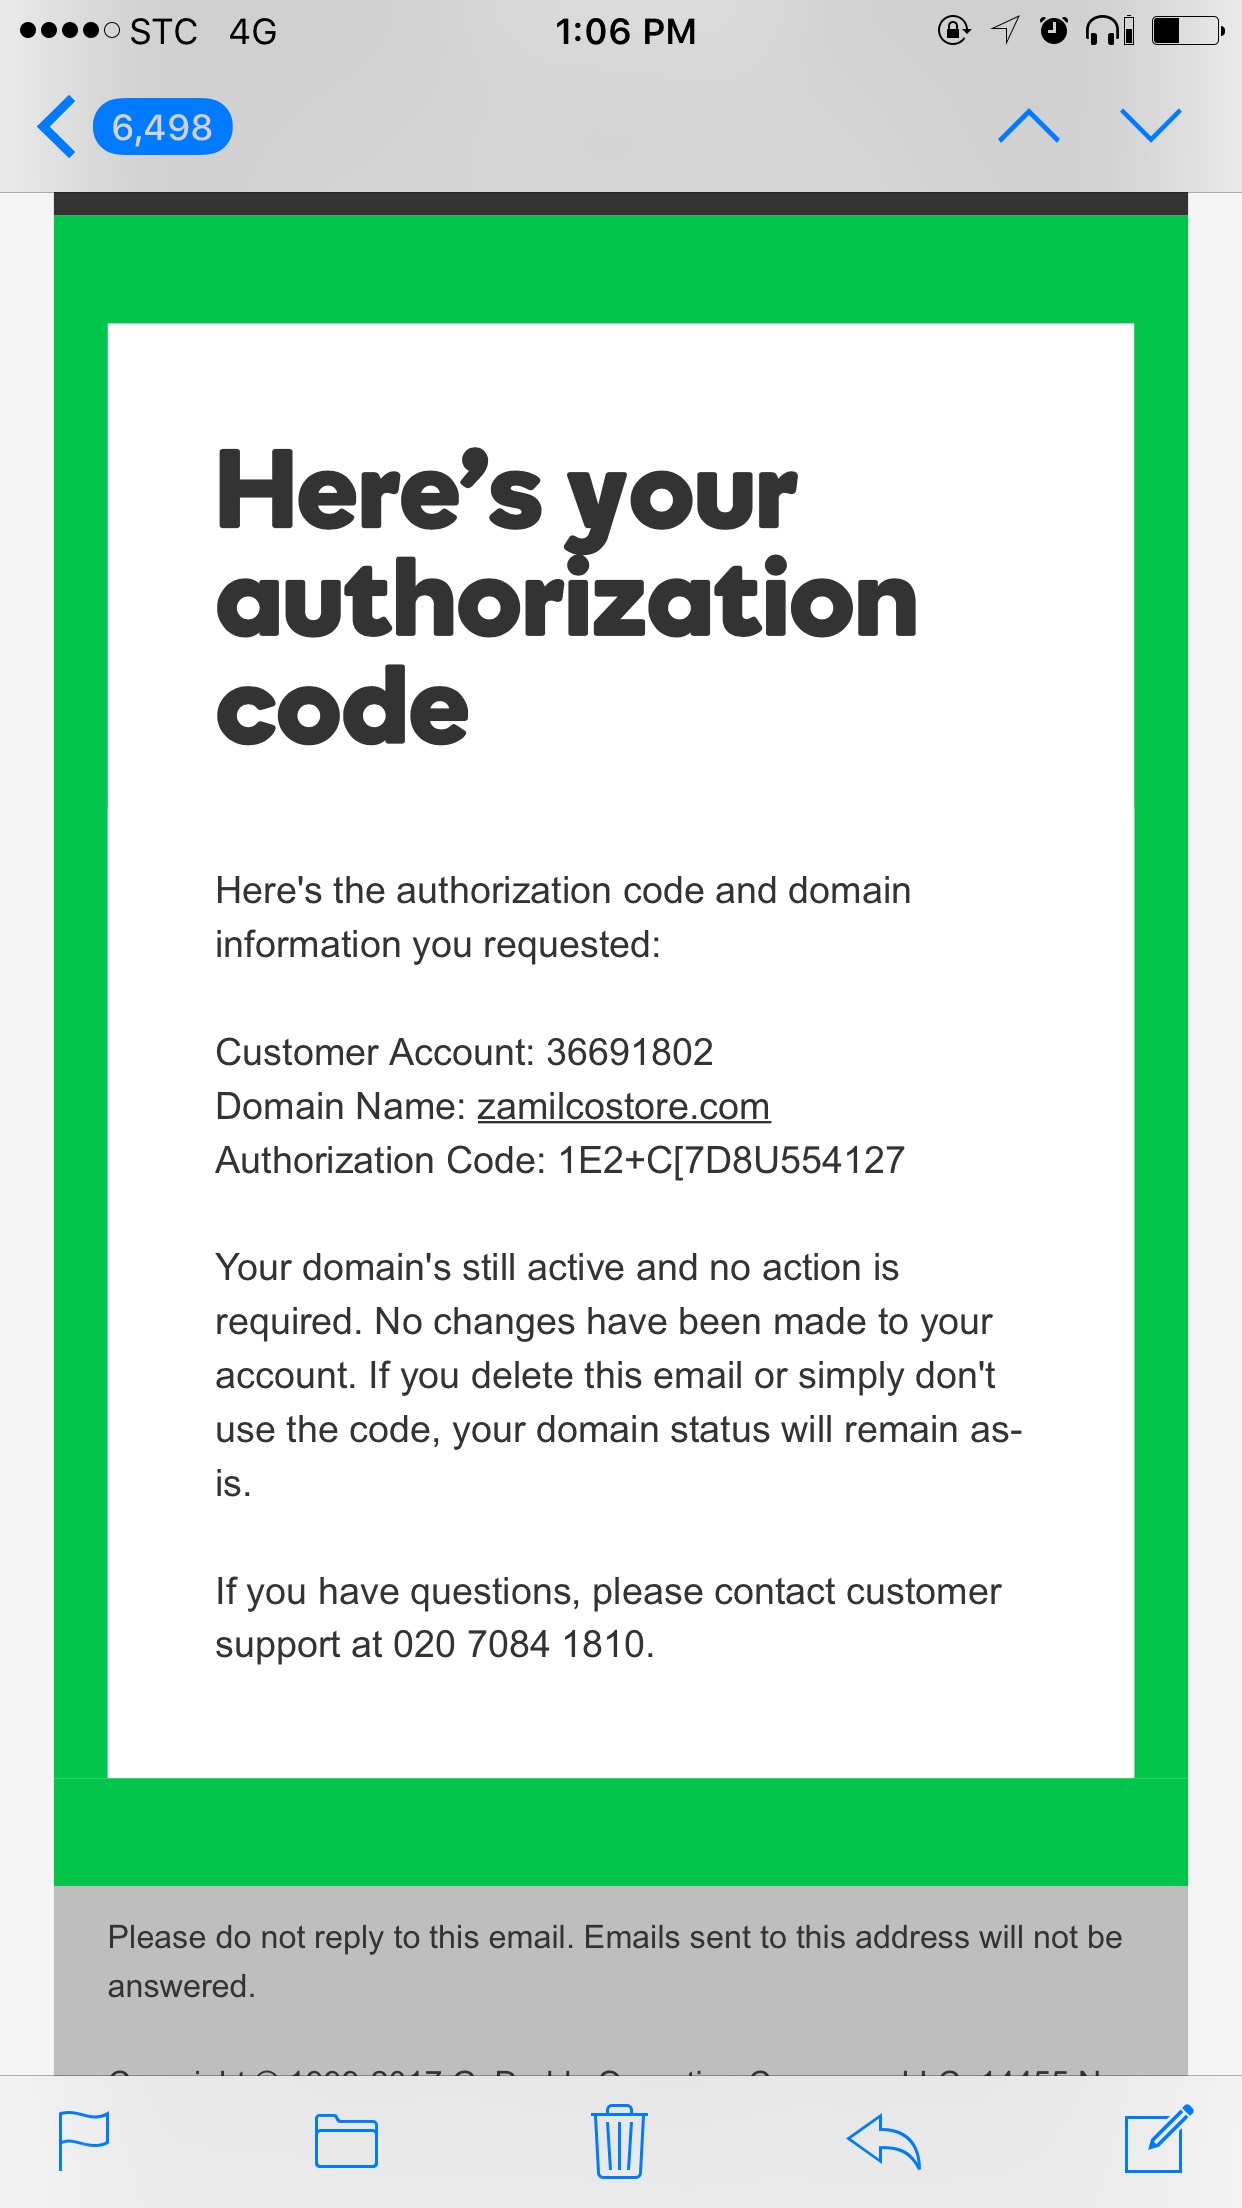 STC 4G 1:06 PM
6,498
Here’s your
authorization
code
Here's the authorization code and domain
information you requested:
Customer Account: 36691802
Domain Name: zamilcostore.com
Authorization Code: 1E2+C[7D8U554127
Your domain's still active and no action is
required. No changes have been made to your
account. If you delete this email or simply don't
use the code, your domain status will remain as-
is.
If you have questions, please contact customer
support at 020 7084 1810.
Please do not reply to this email. Emails sent to this address will not be
answered.